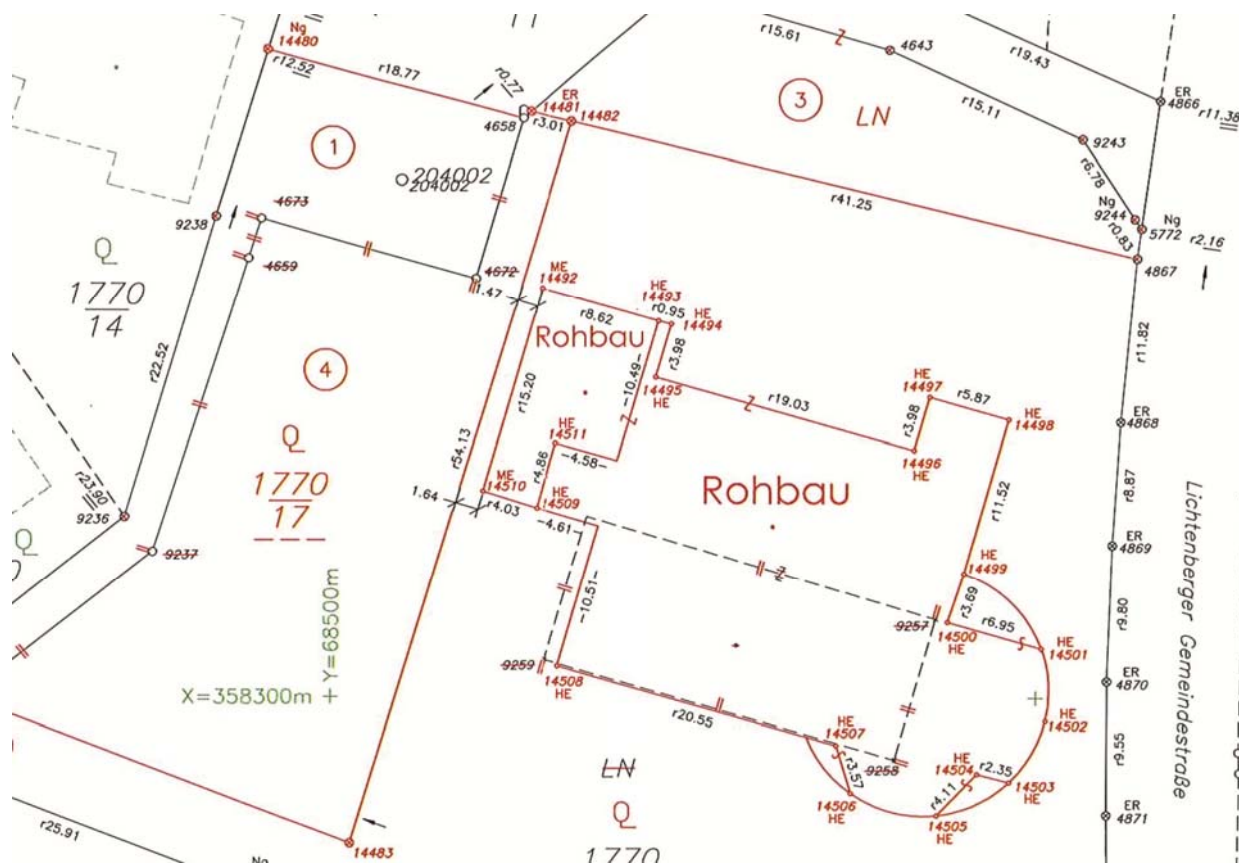 Ng
14480
r12.52
r18.77
r0.77
ER
14481
r3.01
14482
4658
r15.61
4643
3
LN
r15.11
r19.43
ER
4866
r11.38
9243
r6.78
Ng
9244
5772
r0.83
r2.16
4867
r41.25
1
204002
204002
4673
9238
4659
4672
1.47
Q
1770
14
4
r22.52
Q
1770
17
r23.90
9236
9237
Q
ME
14492
r8.62
HE
14493
r0.95
HE
14494
Rohbau
r3.98
-10.49-
14495
HE
r15.20
r19.03
HE
14497
r5.87
HE
14498
r3.98
14496
HE
r11.82
ER
4868
r54.13
HE
14511
r4.86
-4.58-
ME
14510
1.64
r4.03
HE
14509
-4.61-
Rohbau
r11.52
r8.87
ER
4869
Lichtenberger Gemeindestraße
HE
14499
r3.69
9257
14500
HE
r6.95
HE
14501
r9.80
-10.51-
9259
14508
HE
X=358300m
Y=68500m
ER
4870
HE
14502
r20.55
HE
14507
r3.57
9258
HE
14504
r2.35
14503
HE
r4.11
14506
HE
14505
HE
r9.55
ER
4871
LN
Q
1770
14483
r25.91
Ng